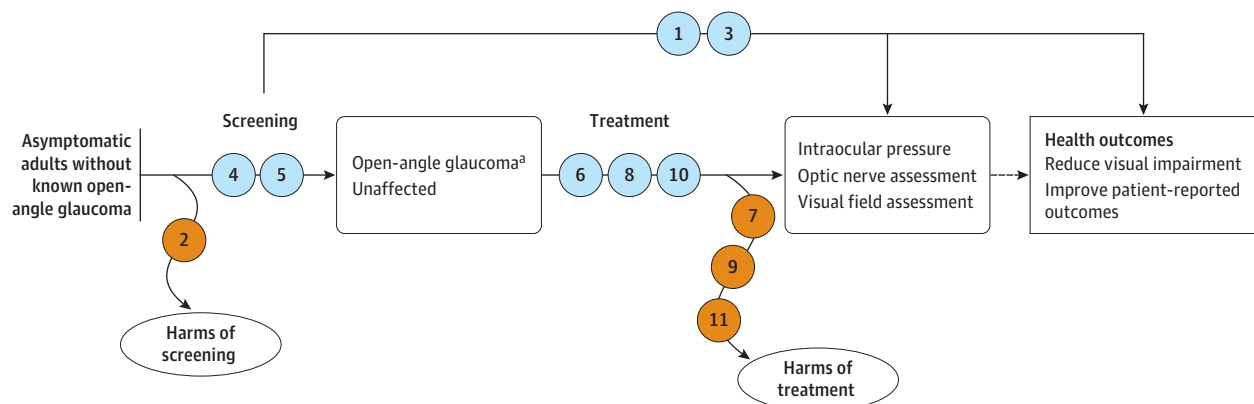 1 3
Asymptomatic
adults without
known open-
angle glaucoma
Screening
4 5
2
Harms of
screening
Open-angle glaucomaa
Unaffected
Treatment
6 8 10
7
9
11
Harms of
treatment
Intraocular pressure
Optic nerve assessment
Visual field assessment
Health outcomes
Reduce visual impairment
Improve patient-reported
outcomes